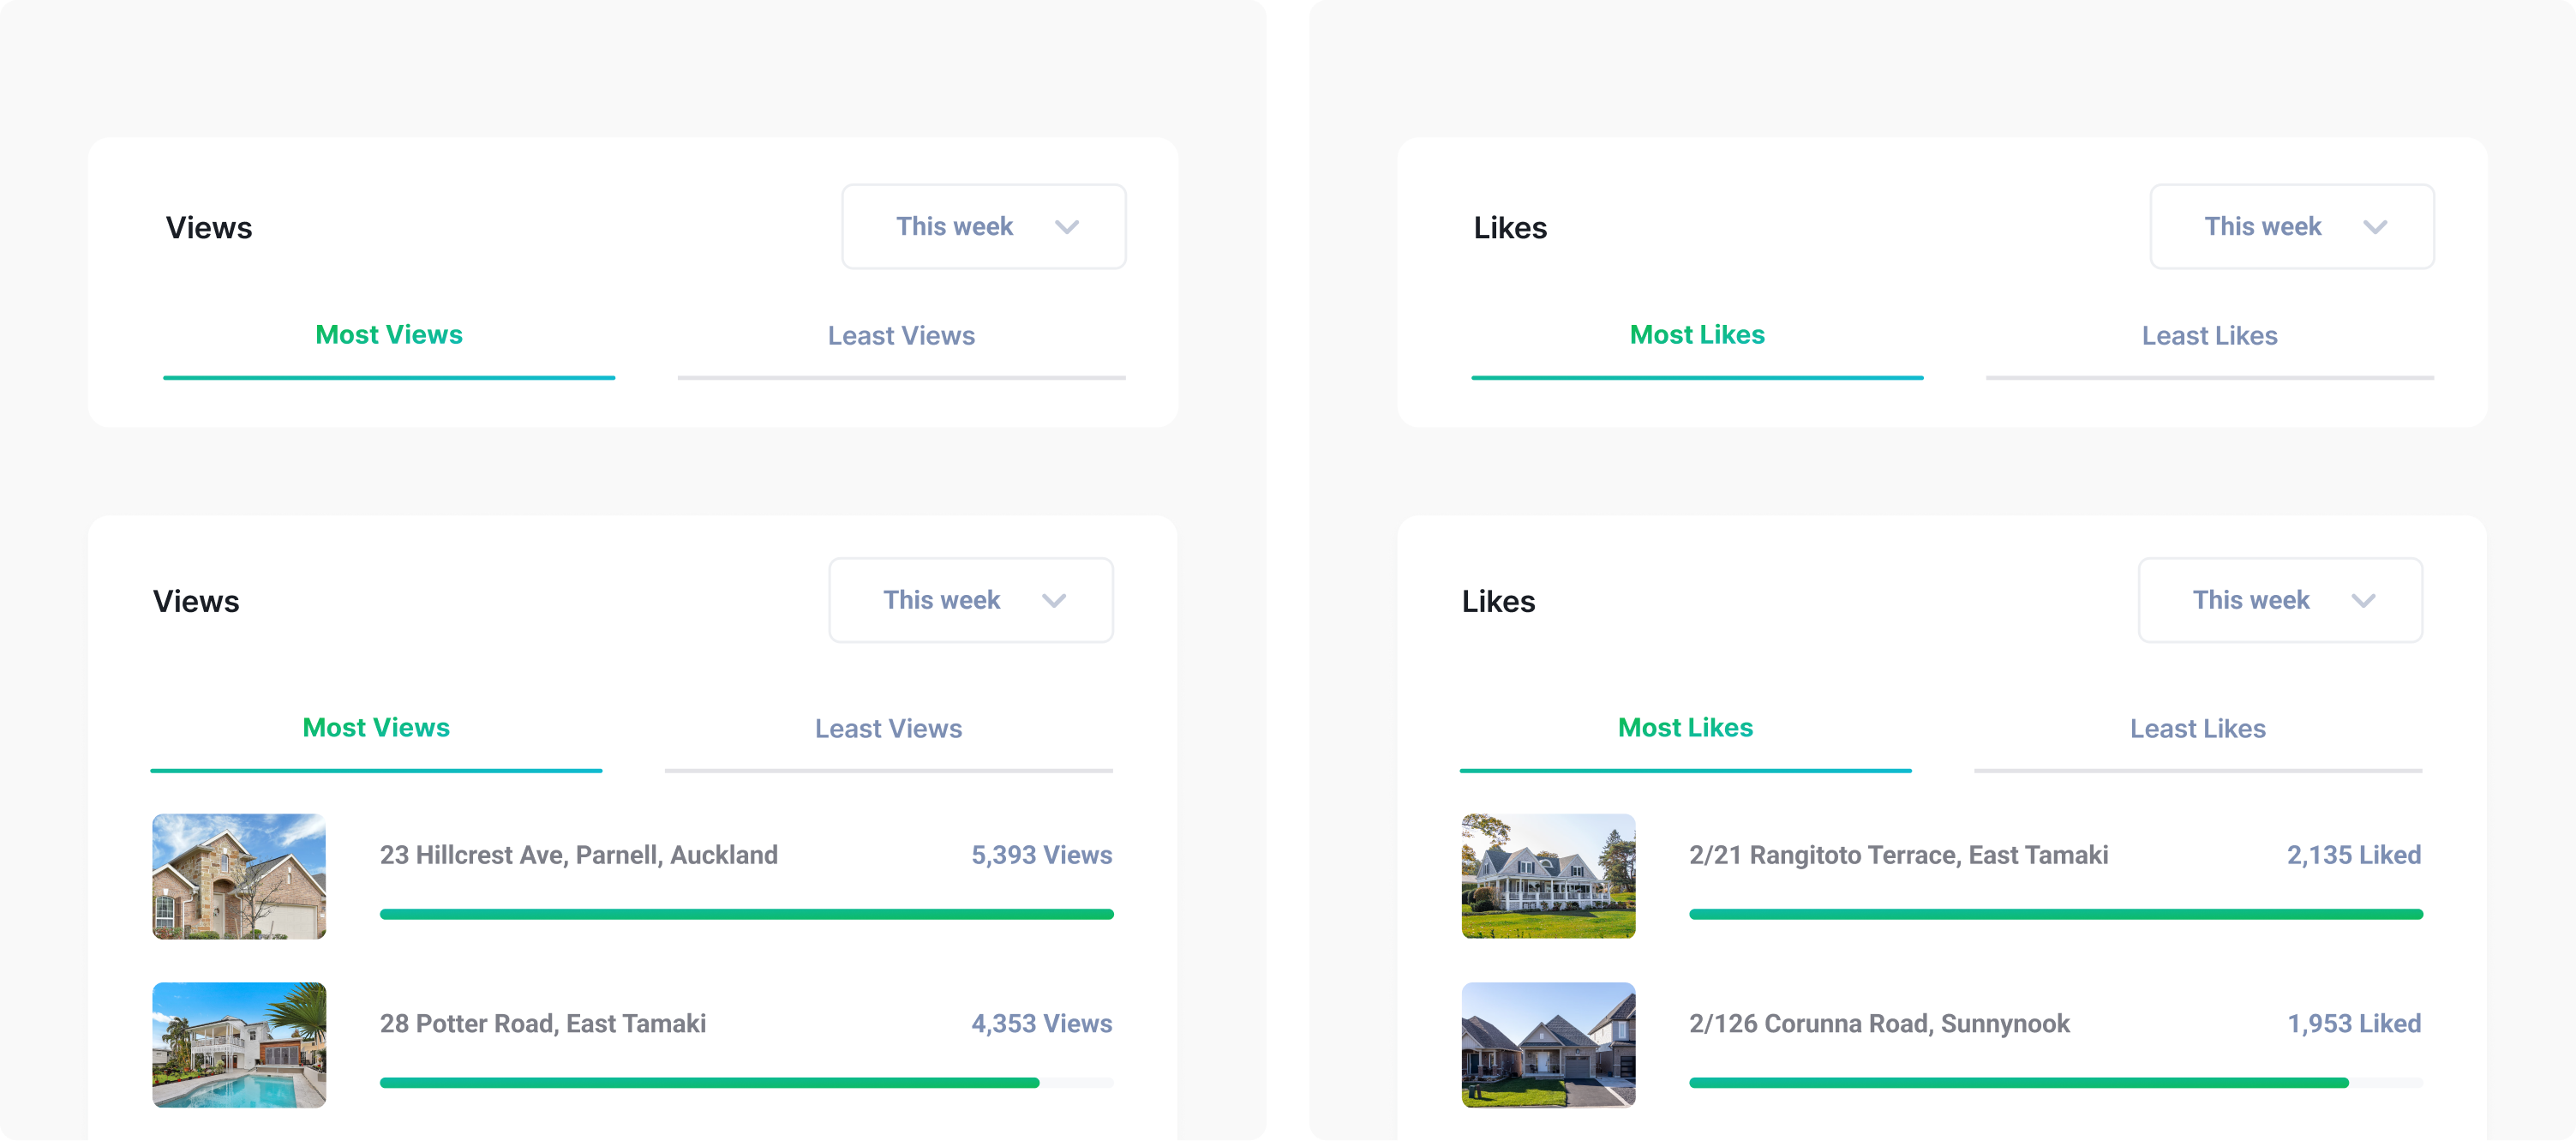 Views
This week
Most Views
Least Views
Views
This week
Most Views
Least Views
23 Hillcrest Ave, Parnell, Auckland
5,393 Views
28 Potter Road, East Tamaki
4,353 Views
Likes
This week
Most Likes
Least Likes
Likes
This week
Most Likes
Least Likes
2/21 Rangitoto Terrace, East Tamaki
2,135 Liked
2/126 Corunna Road, Sunnynook
1,953 Liked